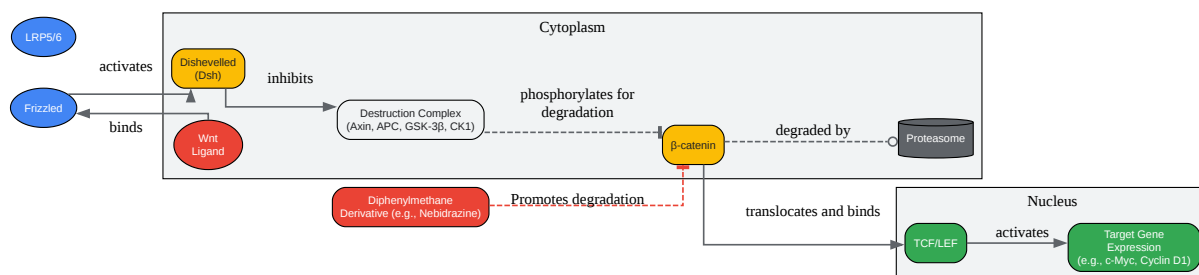 Cytoplasm
LRP5/6
Dishevelled
(Dsh)
activates
inhibits
Frizzled
binds
Wnt
Ligand
Destruction Complex
(Axin, APC, GSK-3β, CK1)
phosphorylates for
degradation
β-catenin
degraded by
Proteasome
Diphenylmethane
Derivative (e.g., Nebidrazine)
Promotes degradation
translocates and binds
Nucleus
TCF/LEF
activates
Target Gene
Expression
(e.g., c-Myc, Cyclin D1)